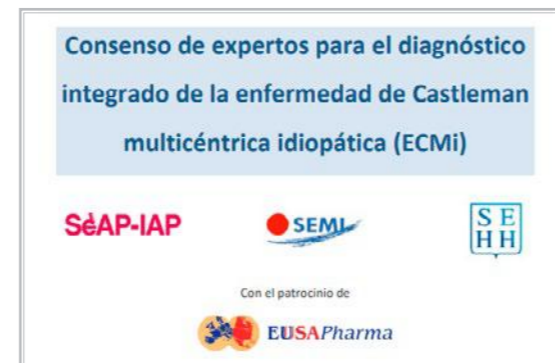 Consenso de expertos para el diagnóstico
integrado de la enfermedad de Castleman
multicéntrica idiopática (ECMi)
SèAP-IAP
SEMI
S E
H H
Con el patrocinio de
EUSAPharma